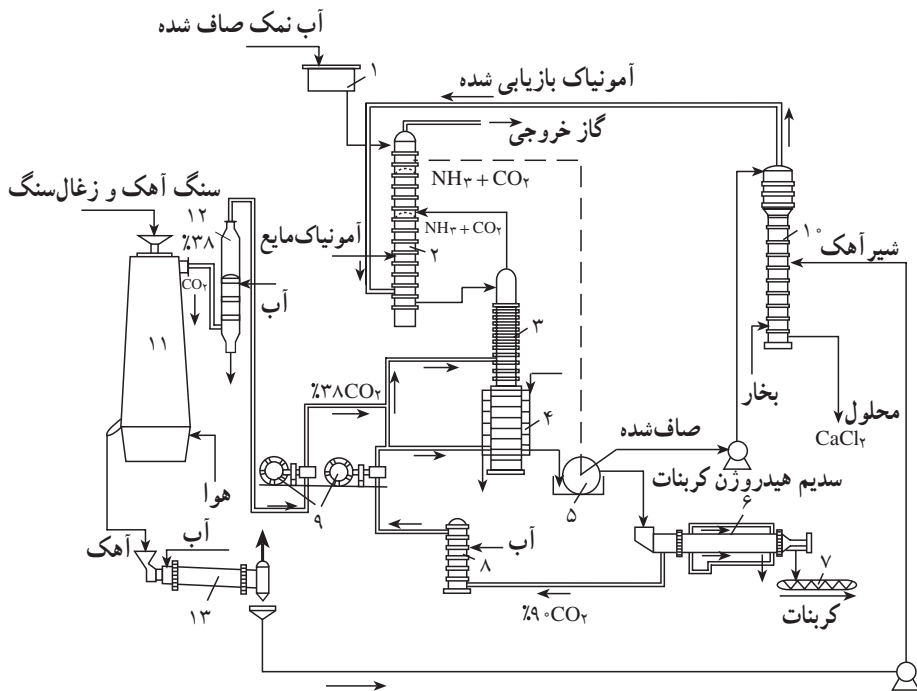 آب نمک صاف شده
۱
آمونیاک بازیابی شده
گاز خروجی
NH۳ + CO۲
سنگ آهک و زغال‌سنگ
۱۲
٪۳۸
CO۲
آمونیاک‌مایع
NH۳ + CO۲
۲
۱۰
شیر آهک
آب
۳
۱۱
٪۳۸CO۲
بخار
۴
محلول
CaCl۲
صاف‌شده
هوا
۹
۵
سدیم هیدروژن کربنات
۶
آهک
آب
آب
۸
۷
۱۳
٪۹۰CO۲
کربنات